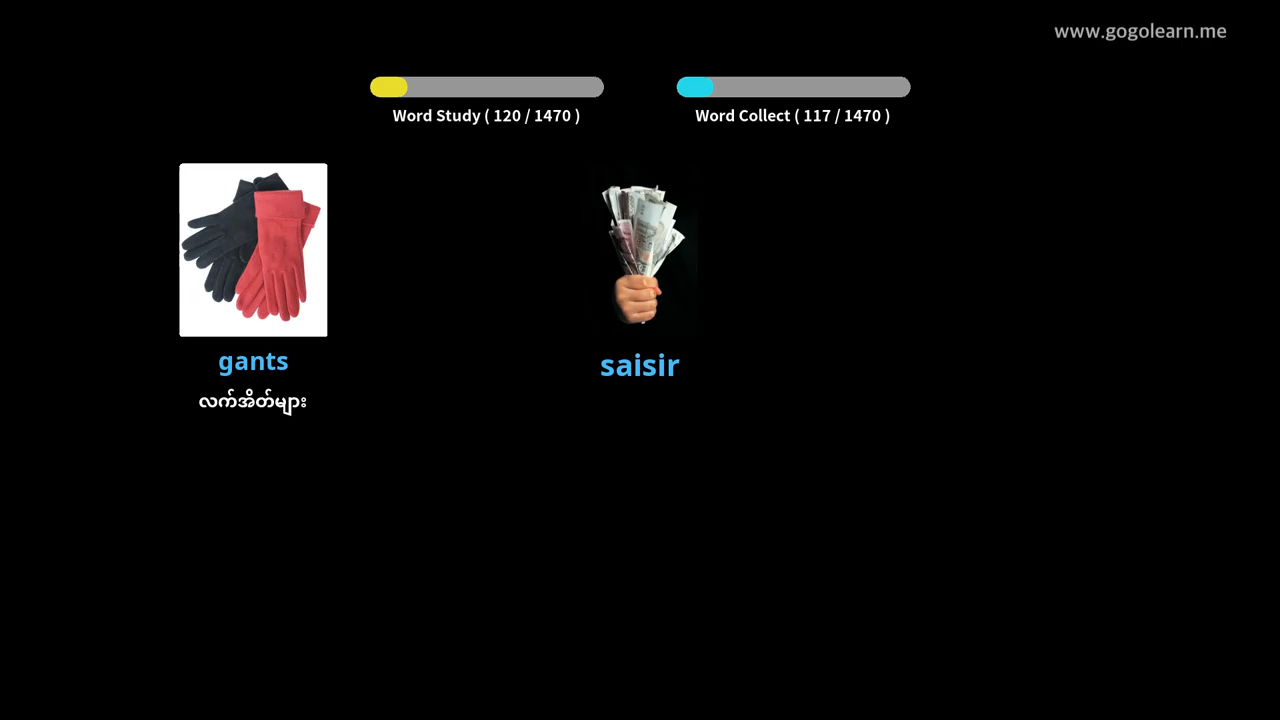 www.gogolearn.me
Word Study ( 120 / 1470 )
Word Collect ( 117 / 1470 )
gants
လက်အိတ်များ
saisir